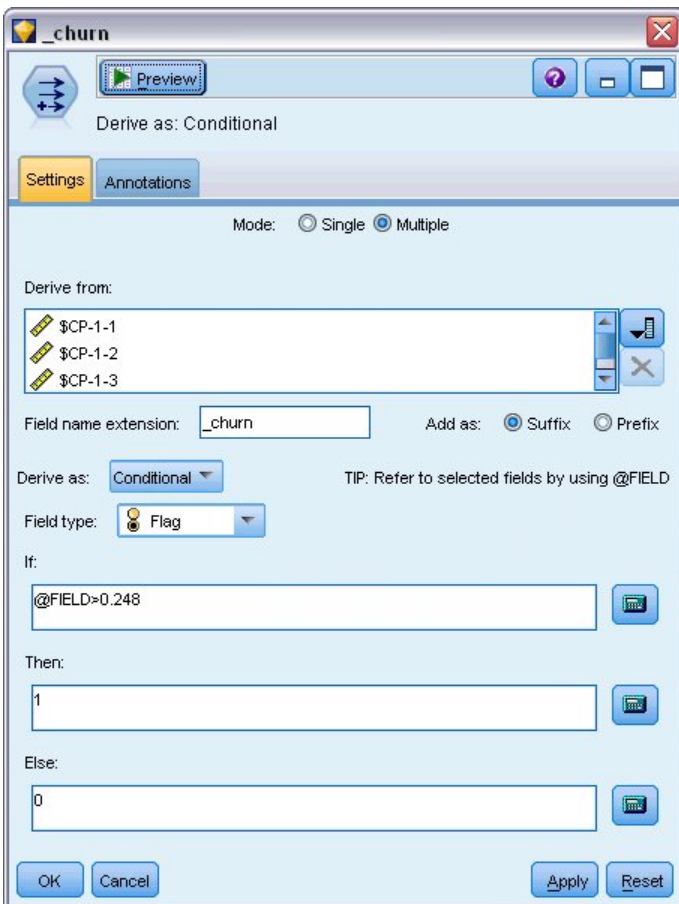 _churn
Preview
Derive as: Conditional
Settings Annotations
Mode: Single Multiple
Derive from:
$CP-1-1
$CP-1-2
$CP-1-3
Field name extension: _churn Add as: Suffix Prefix
Derive as: Conditional TIP: Refer to selected fields by using @FIELD
Field type: Flag
If:
@FIELD>0.248
Then:
1
Else:
0
OK Cancel Apply Reset